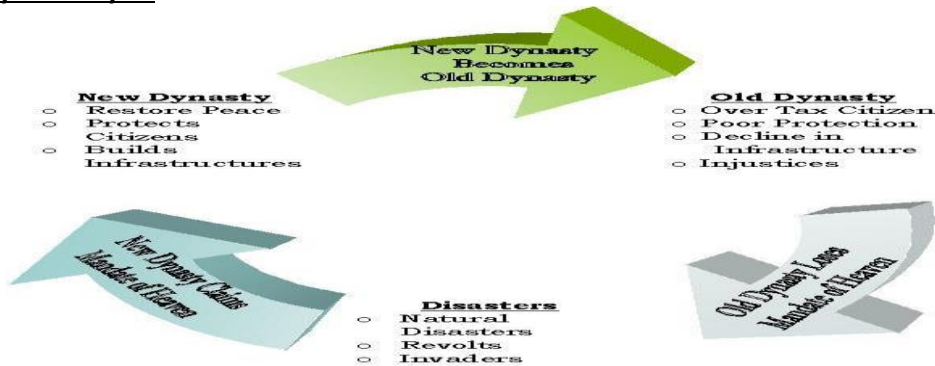 New Dynasty
Becomes
Old Dynasty
New Dynasty
o Restore Peace
o Protects
Citizens
o Builds
Infrastructures
Old Dynasty
o Over Tax Citizen
o Poor Protection
o Decline in
Infrastructure
o Injustices
Old Dynasty Loses
Mandate of Heaven
Disasters
o Natural
Disasters
o Revolts
o Invaders
New Dynasty Claims
Mandate of Heaven